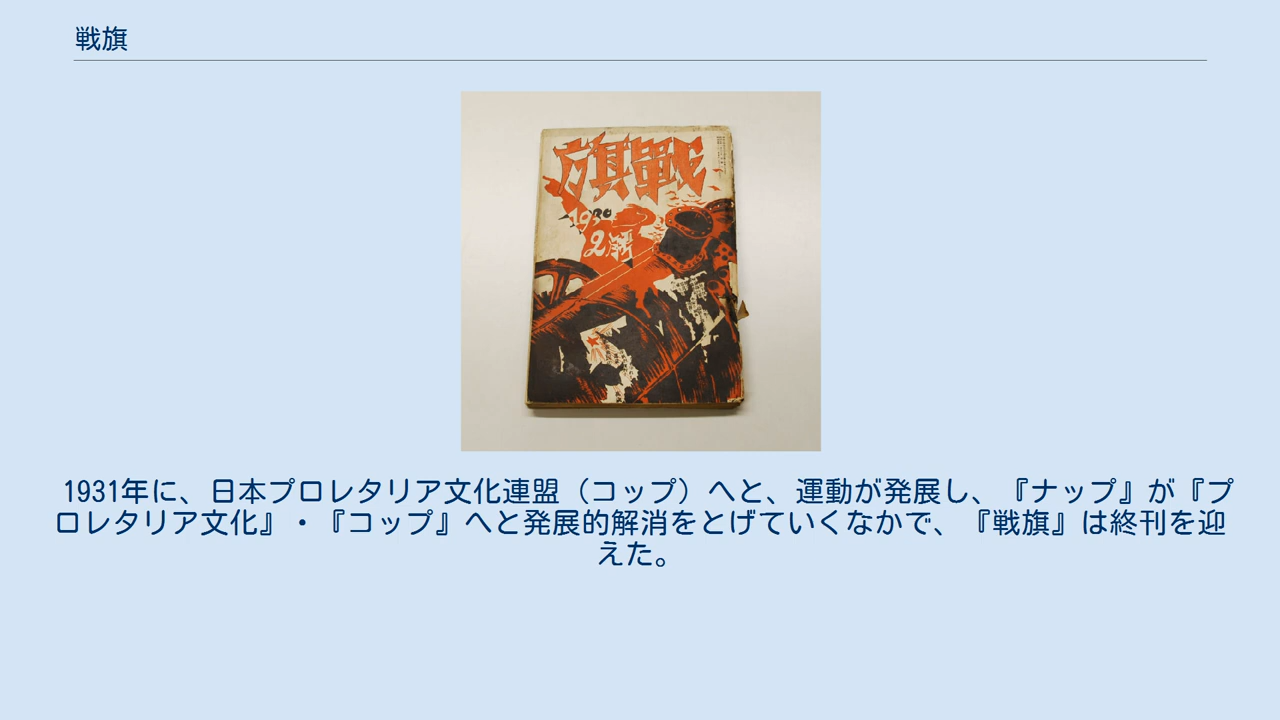 戦旗
旗戰
1930
2
1931年に、日本プロレタリア文化連盟（コップ）へと、運動が発展し、『ナップ』が『プ
ロレタリア文化』・『コップ』へと発展的解消をとげていくなかで、『戦旗』は終刊を迎
えた。